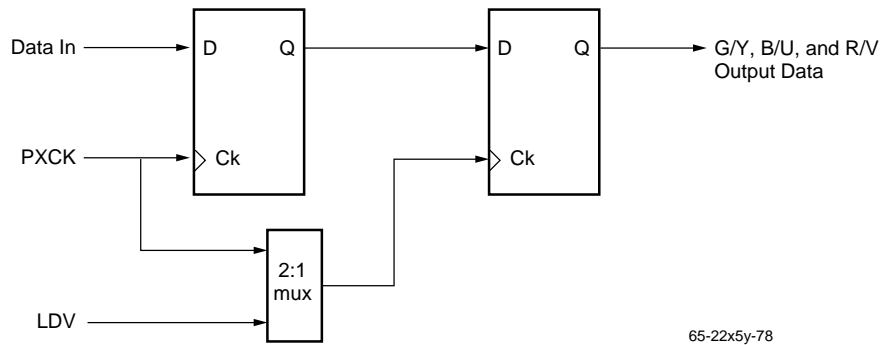 Data In
D
Q
D
Q
G/Y, B/U, and R/V
Output Data
PXCK
Ck
Ck
2:1
mux
LDV
65-22x5y-78